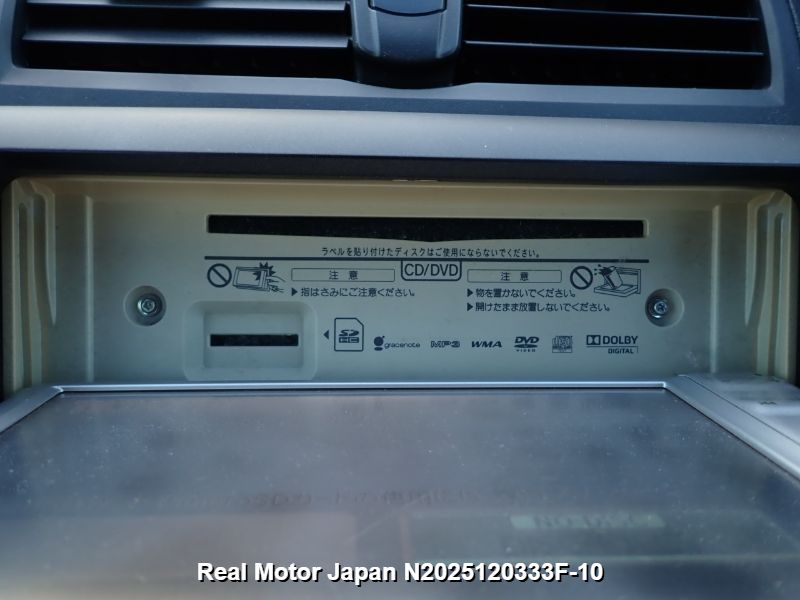 ラベルを貼り付けたディスクはご使用にならないでください。
注 意
CD/DVD
注 意
▶指はさみにご注意ください。
▶物を置かないでください。
▶開けたまま放置しないでください。
SD
HC
gracenote
MP3
WMA
DVD
VIDEO
DOLBY
DIGITAL
NO DISC
Real Motor Japan N2025120333F-10